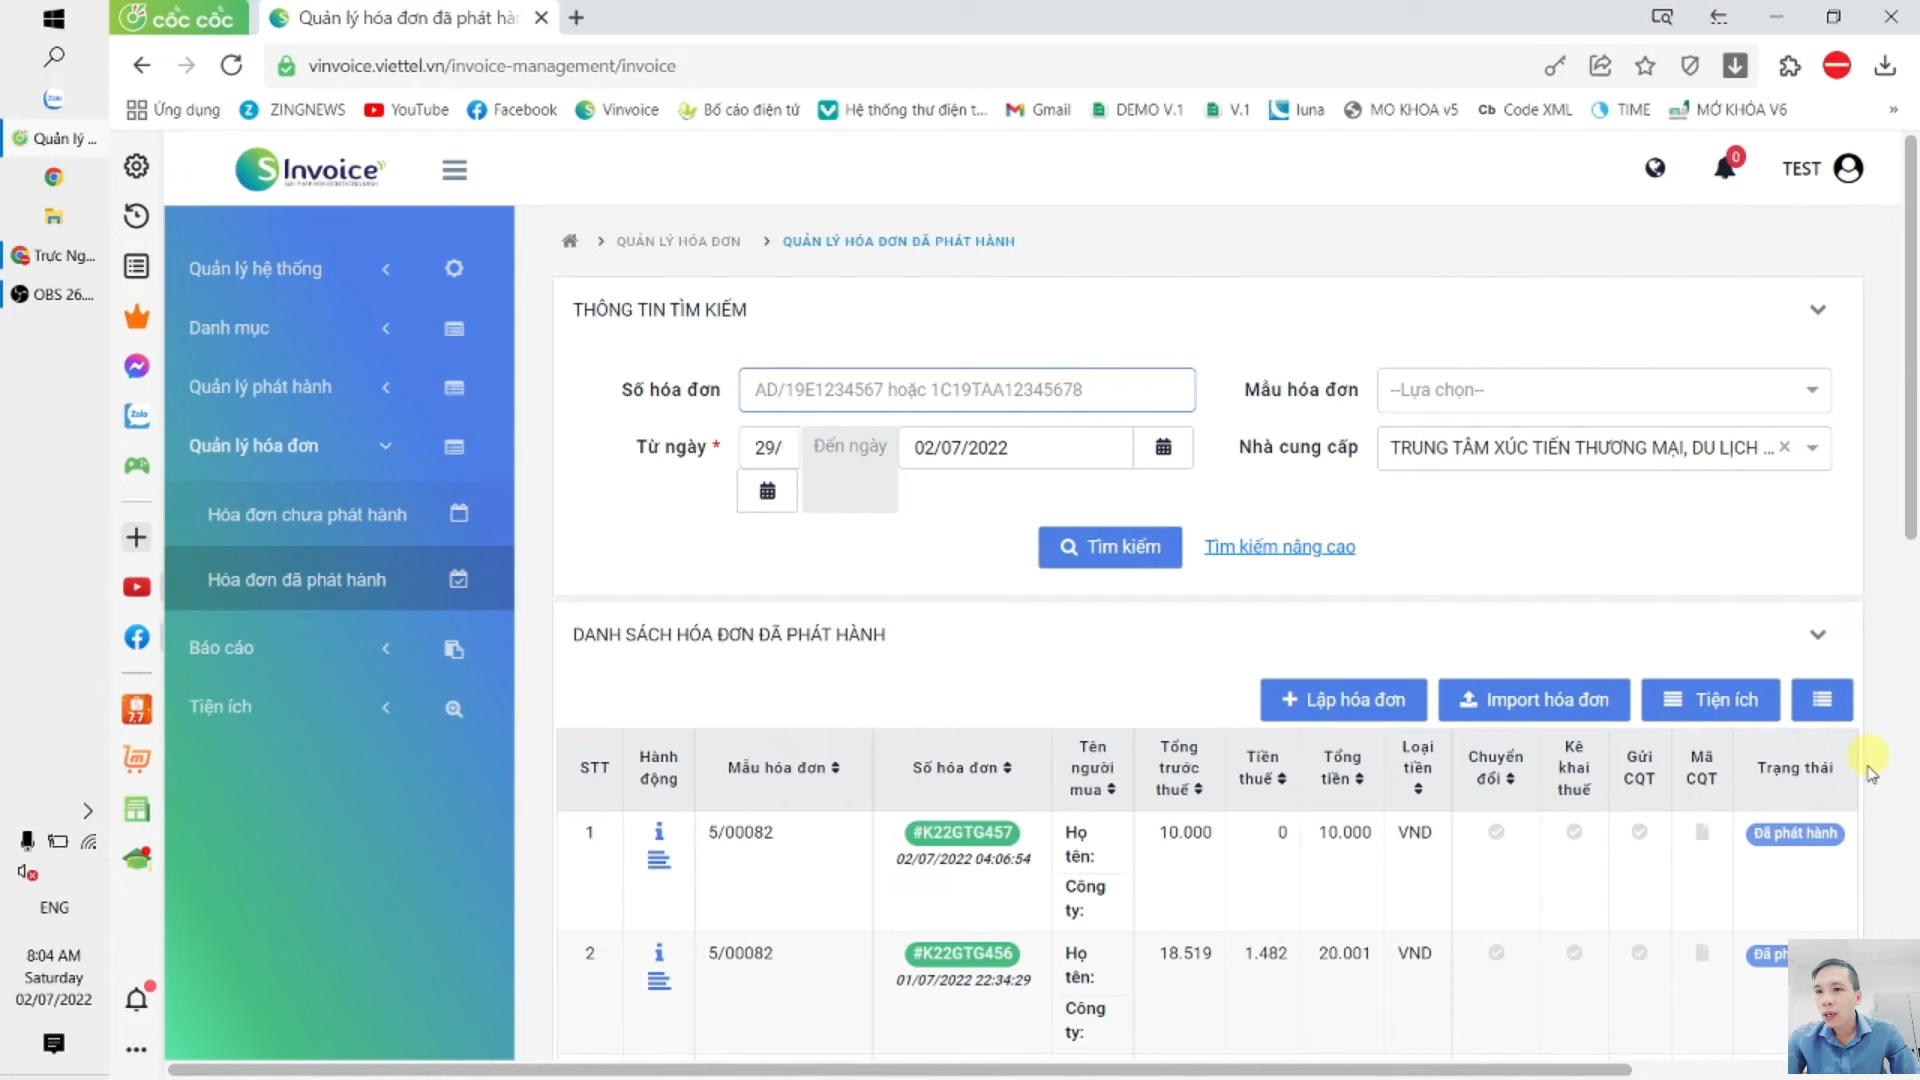 cốc cốc
Quản lý hóa đơn đã phát hàn
vinvoice.viettel.vn/invoice-management/invoice
Ứng dụng
ZINGNEWS
YouTube
Facebook
Vinvoice
Bố cáo điện tử
Hệ thống thư điện t...
Gmail
DEMO V.1
V.1
luna
MO KHOA v5
Cb Code XML
TIME
MỞ KHÓA V6
»
Zalo
Quản lý ...
Trực Ng...
OBS 26....
ENG
8:04 AM
Saturday
02/07/2022
Zalo
7.7
S Invoice
0
TEST
Quản lý hệ thống
Danh mục
Quản lý phát hành
Quản lý hóa đơn
Hóa đơn chưa phát hành
Hóa đơn đã phát hành
Báo cáo
Tiện ích
QUẢN LÝ HÓA ĐƠN
QUẢN LÝ HÓA ĐƠN ĐÃ PHÁT HÀNH
THÔNG TIN TÌM KIẾM
Số hóa đơn
AD/19E1234567 hoặc 1C19TAA12345678
Mẫu hóa đơn
--Lựa chọn--
Từ ngày *
29/
Đến ngày
02/07/2022
Nhà cung cấp
TRUNG TÂM XÚC TIẾN THƯƠNG MẠI, DU LỊCH ...
Tìm kiếm
Tìm kiếm nâng cao
DANH SÁCH HÓA ĐƠN ĐÃ PHÁT HÀNH
Lập hóa đơn
Import hóa đơn
Tiện ích
STT
Hành động
Mẫu hóa đơn
Số hóa đơn
Tên người mua
Tổng trước thuế
Tiền thuế
Tổng tiền
Loại tiền
Chuyển đổi
Kê khai thuế
Gửi CQT
Mã CQT
Trạng thái
1
5/00082
#K22GTG457
02/07/2022 04:06:54
Họ tên:
Công ty:
10.000
0
10.000
VND
Đã phát hành
2
5/00082
#K22GTG456
01/07/2022 22:34:29
Họ tên:
Công ty:
18.519
1.482
20.001
VND
Đã ph